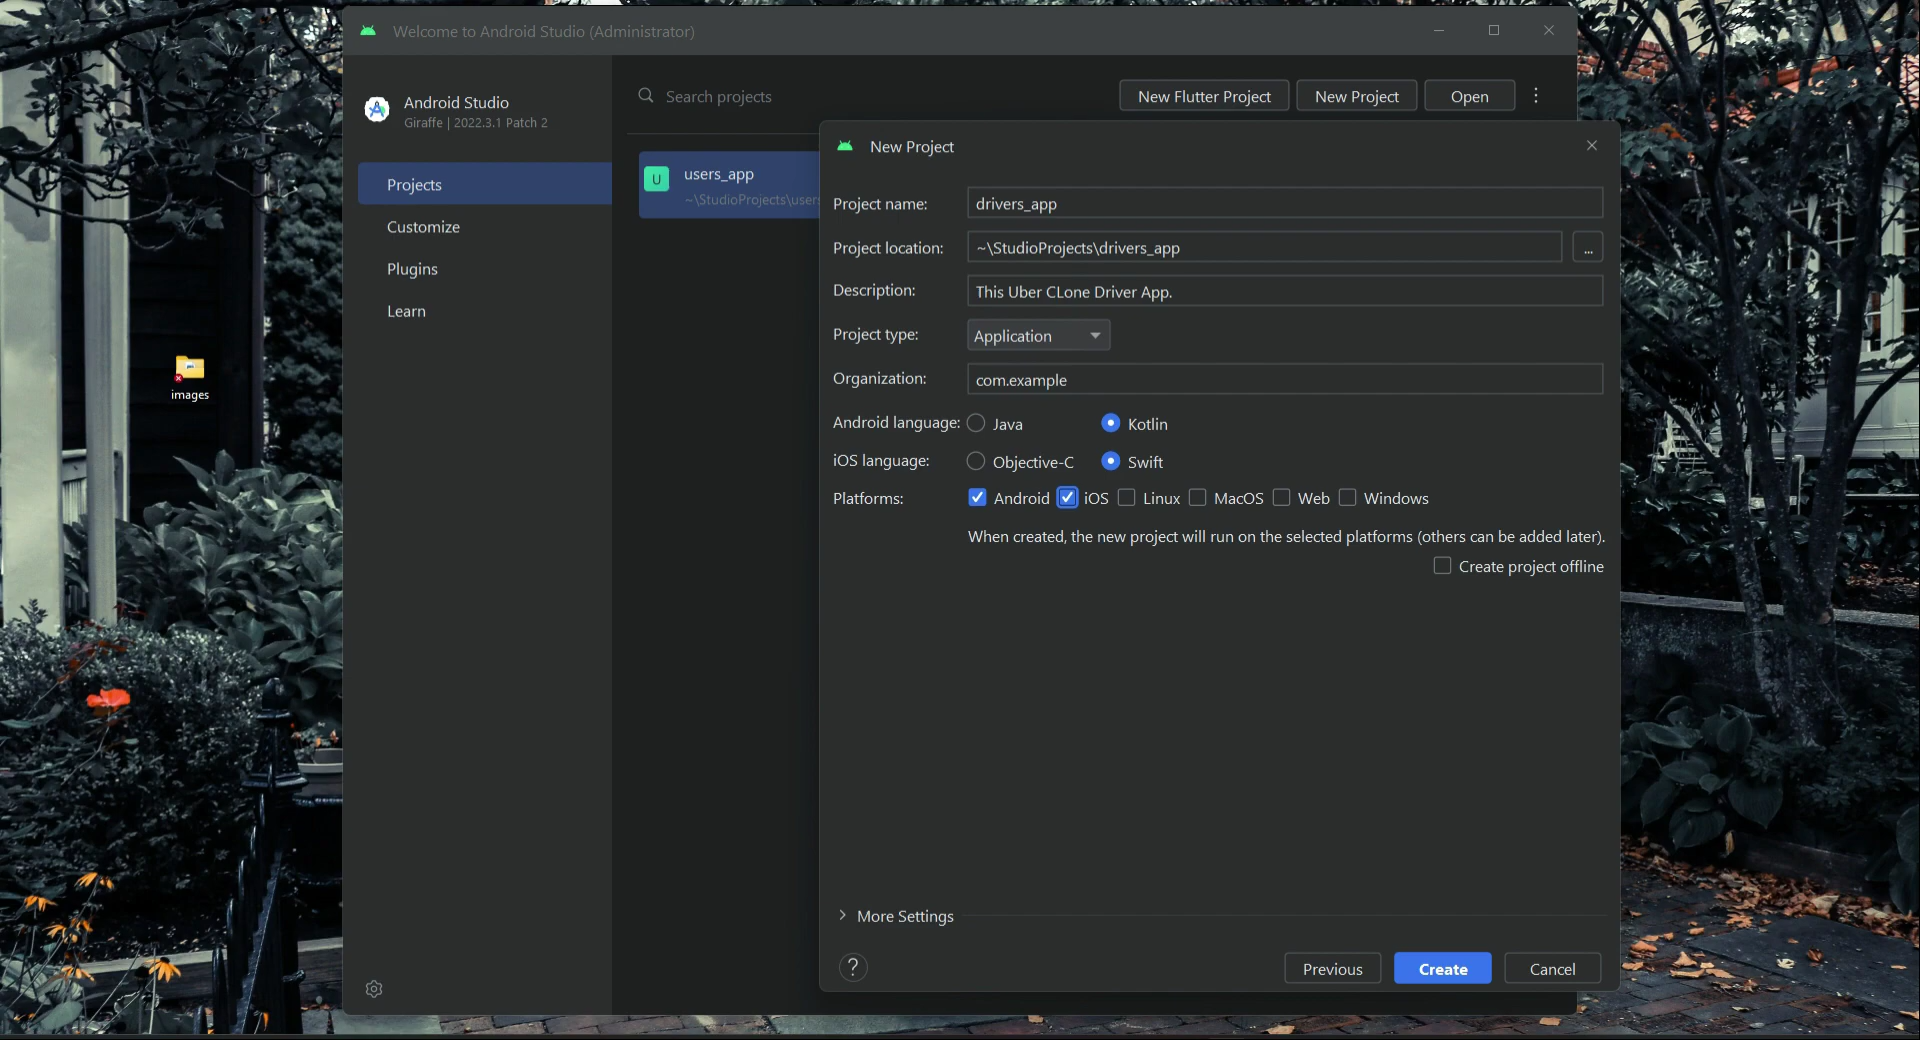 Welcome to Android Studio (Administrator)
Android Studio
Giraffe | 2022.3.1 Patch 2
Projects
Customize
Plugins
Learn
images
Search projects
New Flutter Project
New Project
Open
U
users_app
~\StudioProjects\users
New Project
Project name: drivers_app
Project location: ~\StudioProjects\drivers_app ...
Description: This Uber CLone Driver App.
Project type: Application
Organization: com.example
Android language: Java Kotlin
iOS language: Objective-C Swift
Platforms: Android iOS Linux MacOS Web Windows
When created, the new project will run on the selected platforms (others can be added later).
Create project offline
More Settings
? Previous Create Cancel